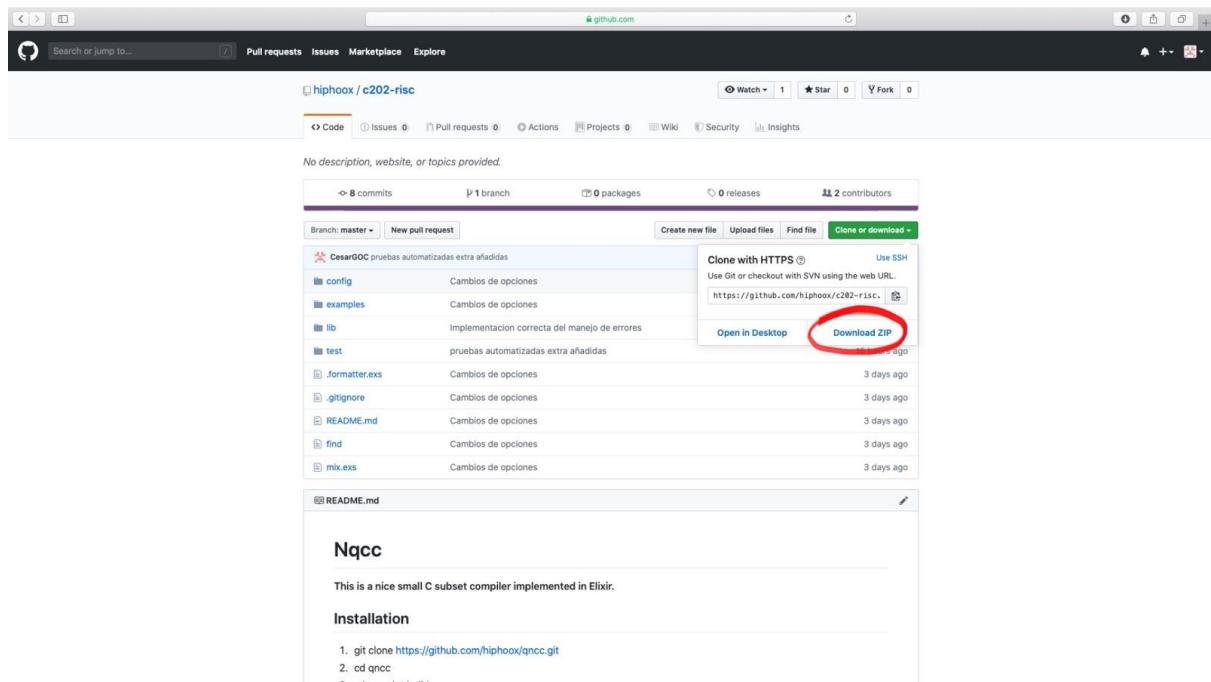 github.com
Search or jump to... / Pull requests Issues Marketplace Explore
hiphoox / c202-risc Watch 1 Star 0 Fork 0
<> Code Issues 0 Pull requests 0 Actions Projects 0 Wiki Security Insights
No description, website, or topics provided.
8 commits 1 branch 0 packages 0 releases 2 contributors
Branch: master New pull request Create new file Upload files Find file Clone or download
CesarGOC pruebas automatizadas extra añadidas
Clone with HTTPS Use SSH
Use Git or checkout with SVN using the web URL.
https://github.com/hiphoox/c202-risc.
Open in Desktop Download ZIP
config Cambios de opciones
examples Cambios de opciones
lib Implementacion correcta del manejo de errores
test pruebas automatizadas extra añadidas ago
.formatter.exs Cambios de opciones 3 days ago
.gitignore Cambios de opciones 3 days ago
README.md Cambios de opciones 3 days ago
find Cambios de opciones 3 days ago
mix.exs Cambios de opciones 3 days ago
README.md
Nqcc
This is a nice small C subset compiler implemented in Elixir.
Installation
1. git clone https://github.com/hiphoox/qncc.git
2. cd qncc